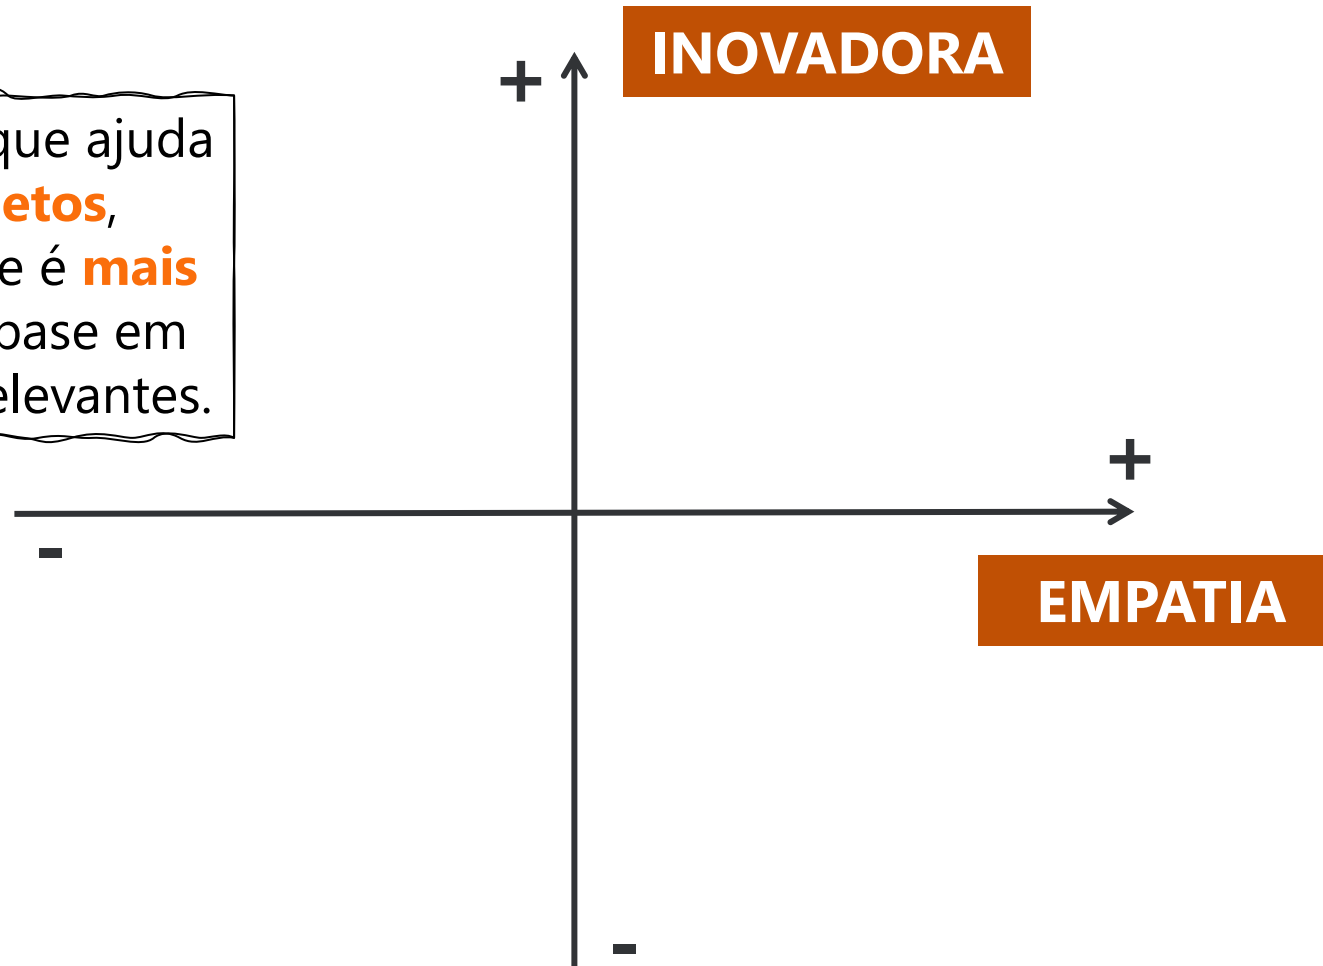 +
INOVADORA
que ajuda
etos,
e é mais
base em
elevantes.
+
-
EMPATIA
-